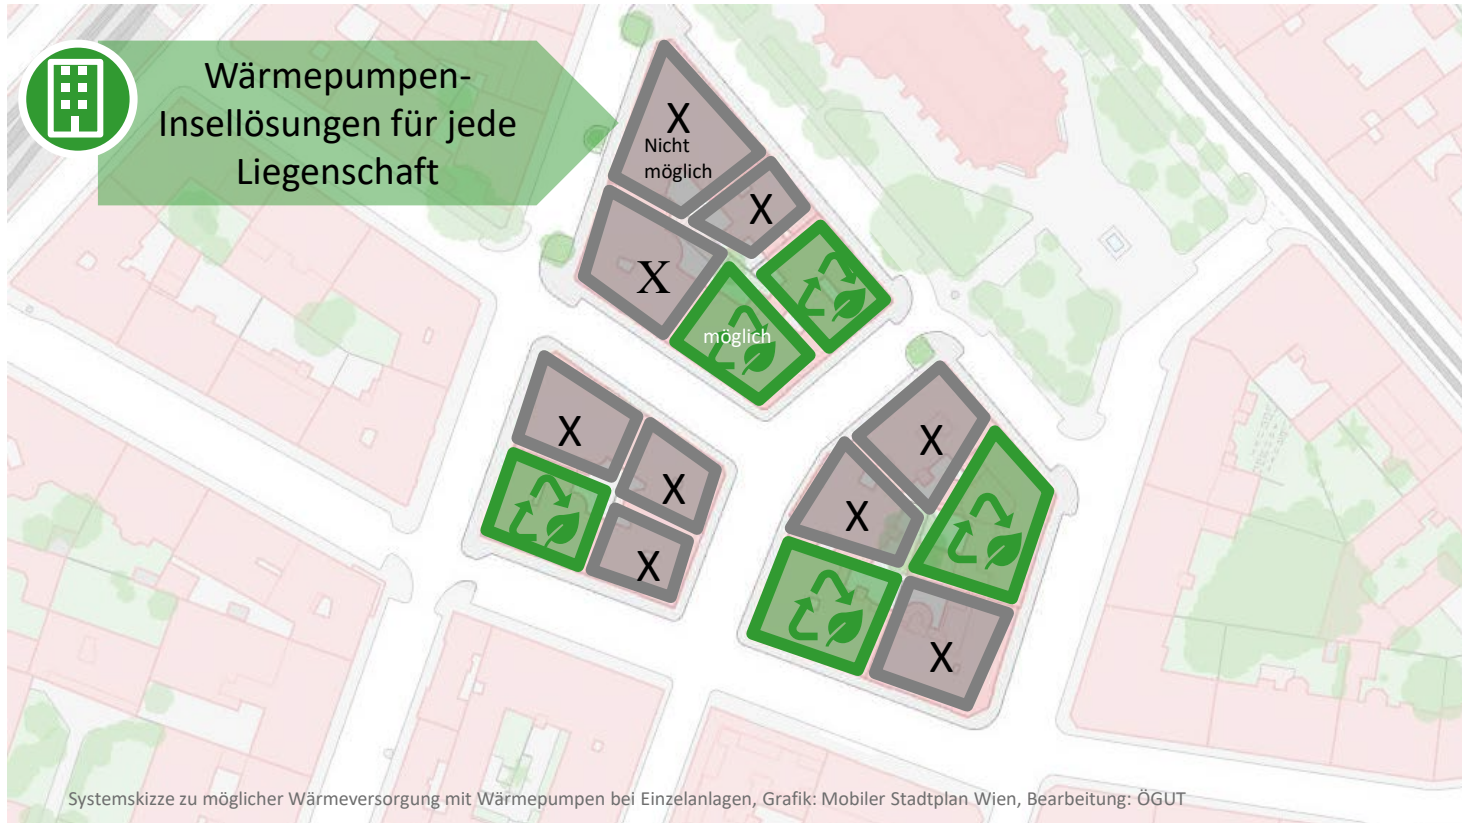 Wärmepumpen-
Insellösungen für jede
Liegenschaft
X
Nicht
möglich
X
X
möglich
X
X
X
X
X
X
Systemskizze zu möglicher Wärmeversorgung mit Wärmepumpen bei Einzelanlagen, Grafik: Mobiler Stadtplan Wien, Bearbeitung: ÖGUT